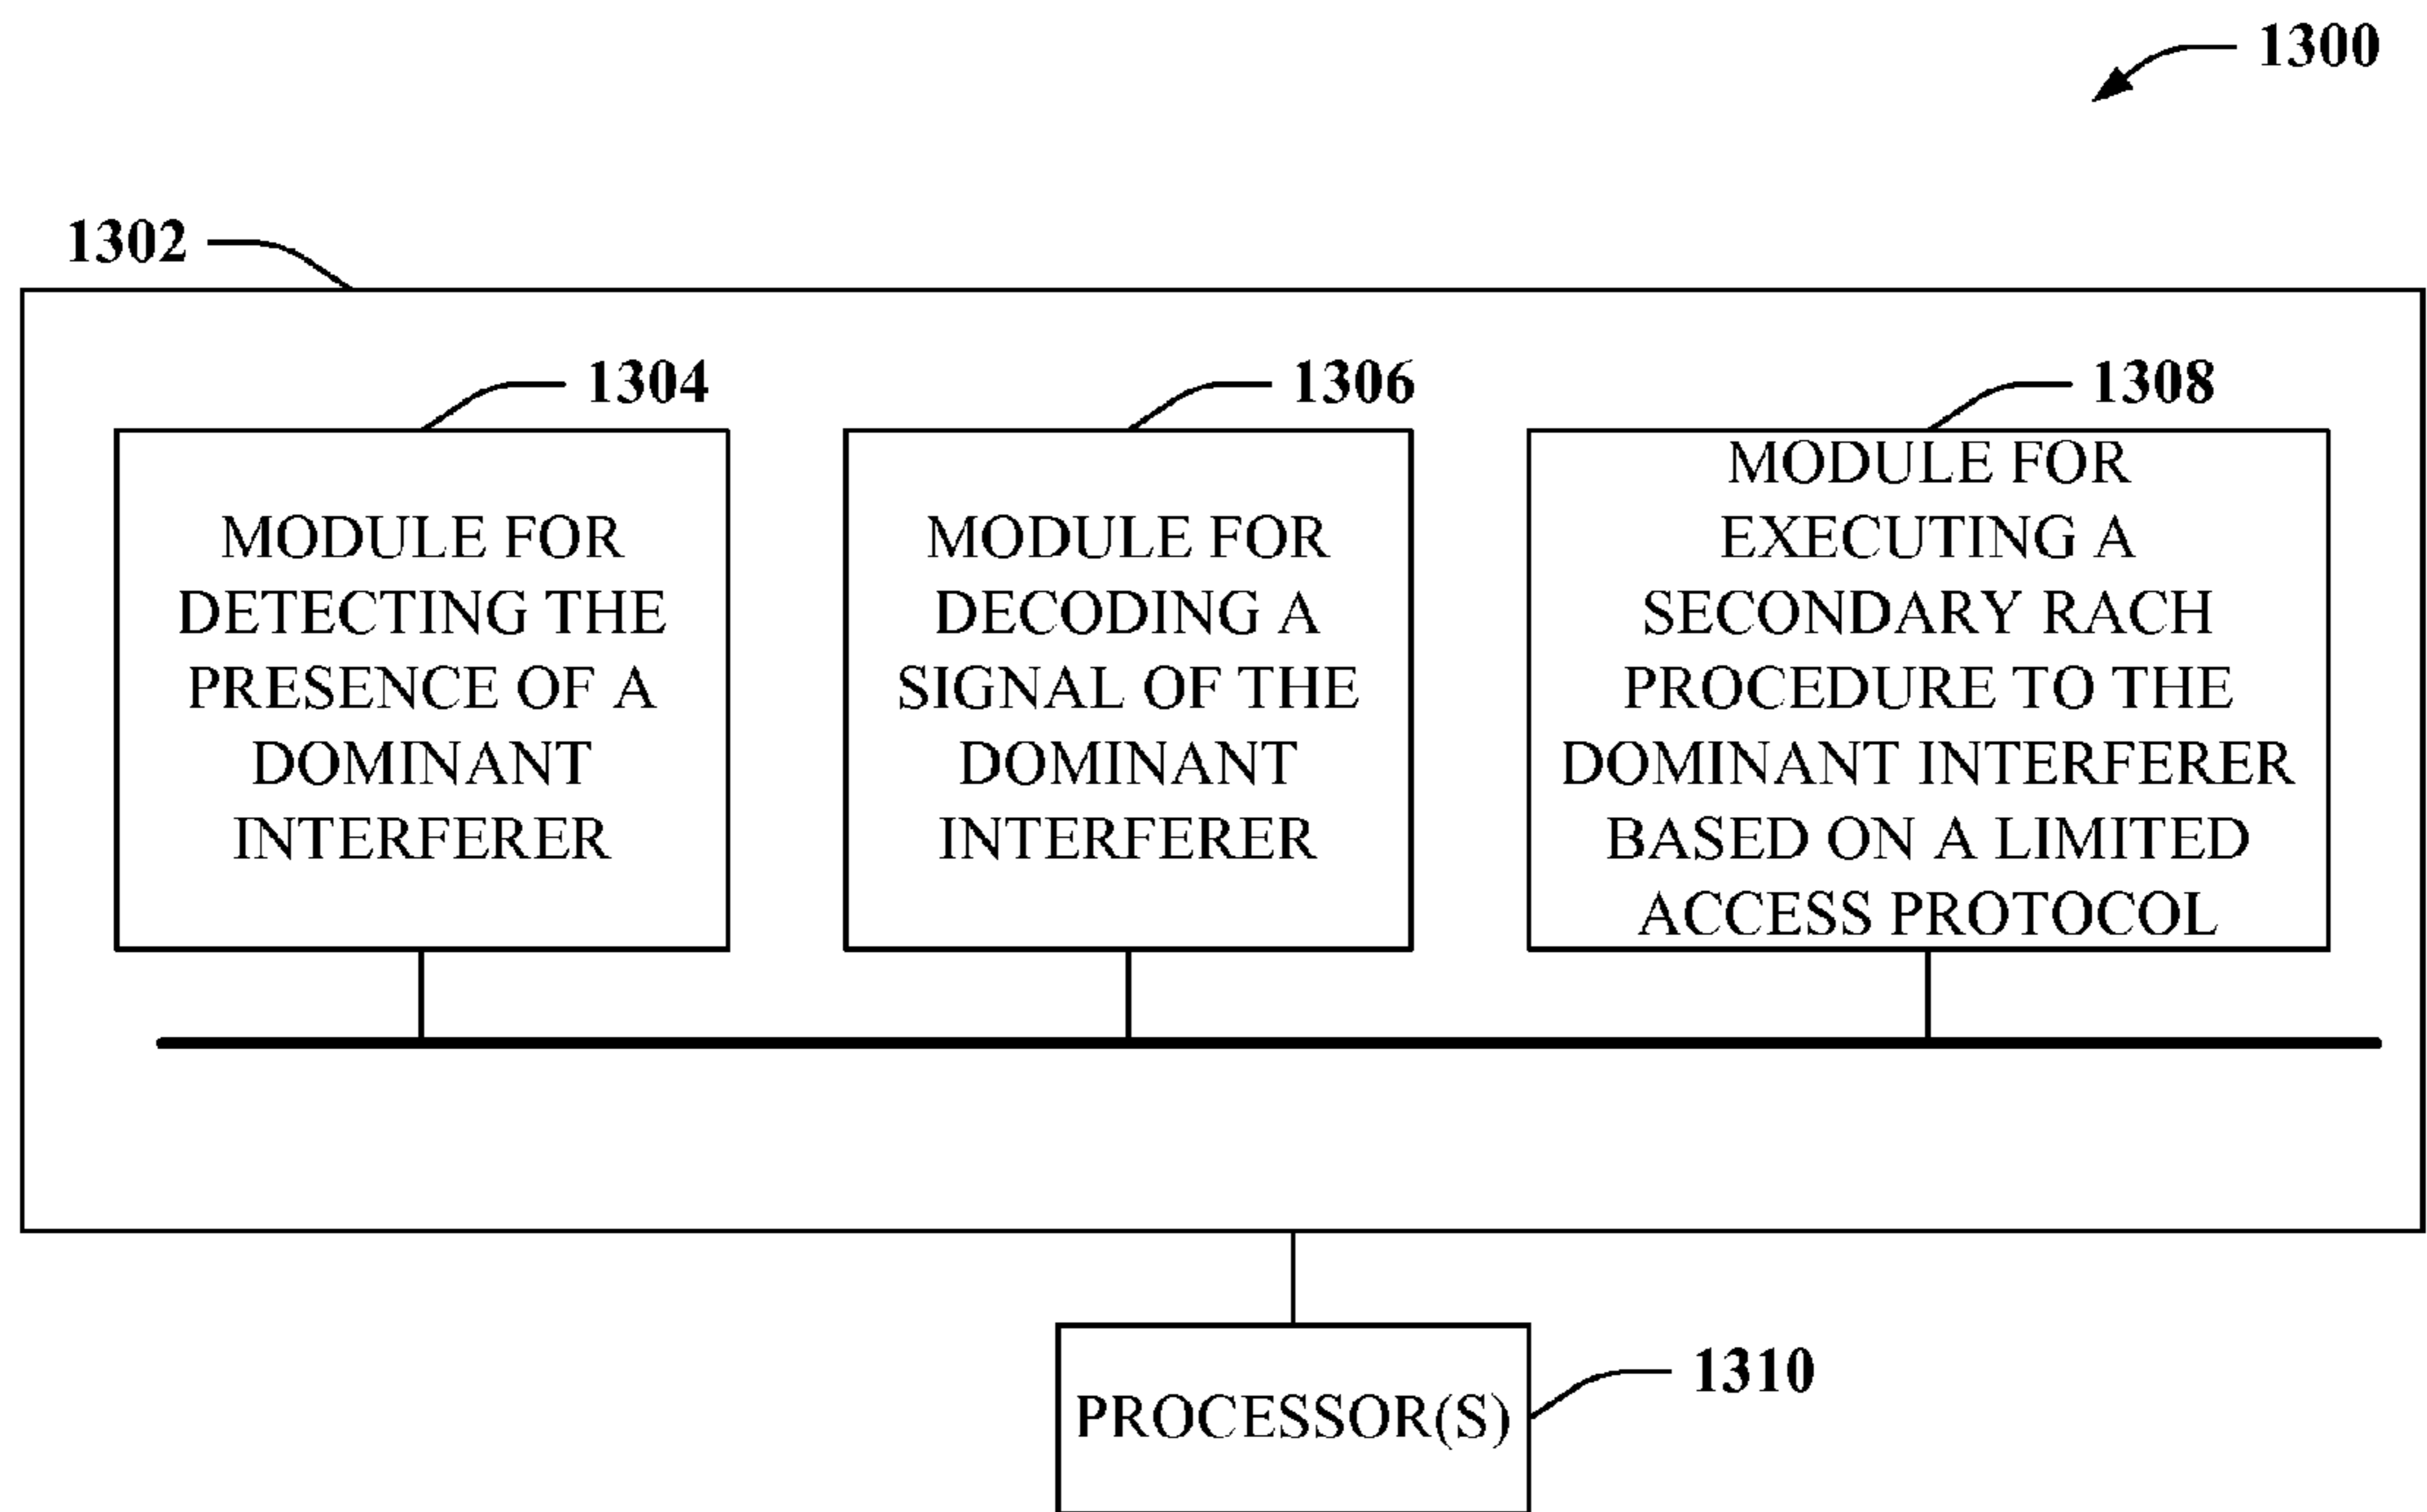 1300
1302
1304
1306
1308
MODULE FOR
DETECTING THE
PRESENCE OF A
DOMINANT
INTERFERER
MODULE FOR
DECODING A
SIGNAL OF THE
DOMINANT
INTERFERER
MODULE FOR
EXECUTING A
SECONDARY RACH
PROCEDURE TO THE
DOMINANT INTERFERER
BASED ON A LIMITED
ACCESS PROTOCOL
1310
PROCESSOR(S)